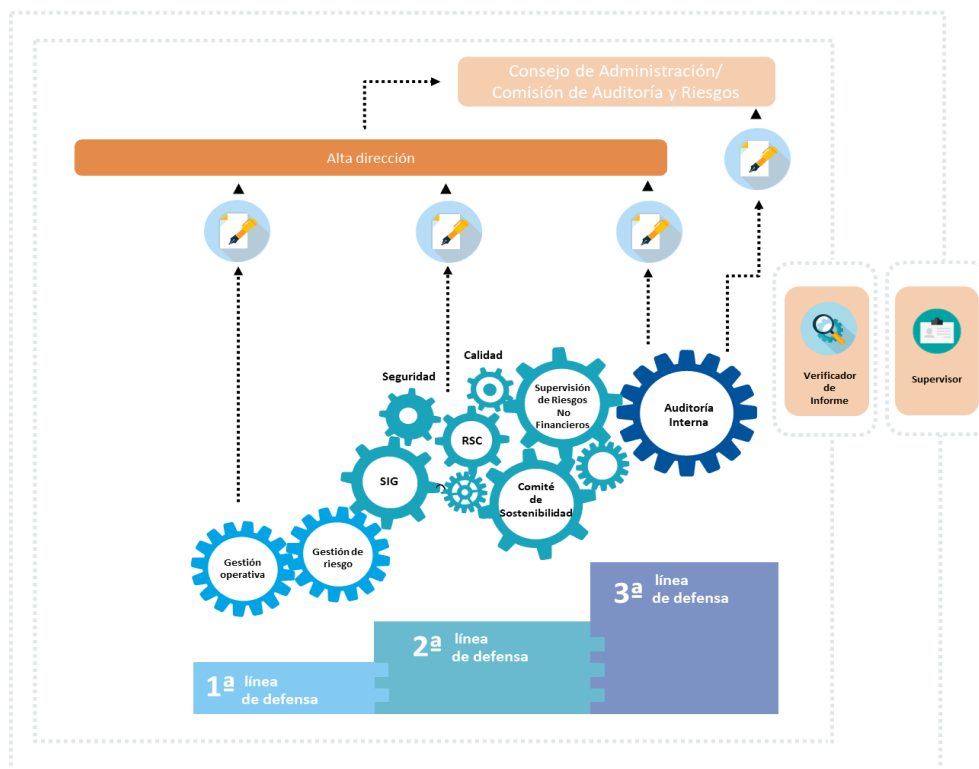 Consejo de Administración/
Comisión de Auditoría y Riesgos
Alta dirección
Verificador
de
Informe
Supervisor
Calidad
Seguridad
Supervisión
de Riesgos
No
Financieros
Auditoría
Interna
RSC
SIG
Comité
de
Sostenibilidad
Gestión
operativa
Gestión de
riesgo
3ª línea
de defensa
2ª línea
de defensa
1ª línea
de defensa